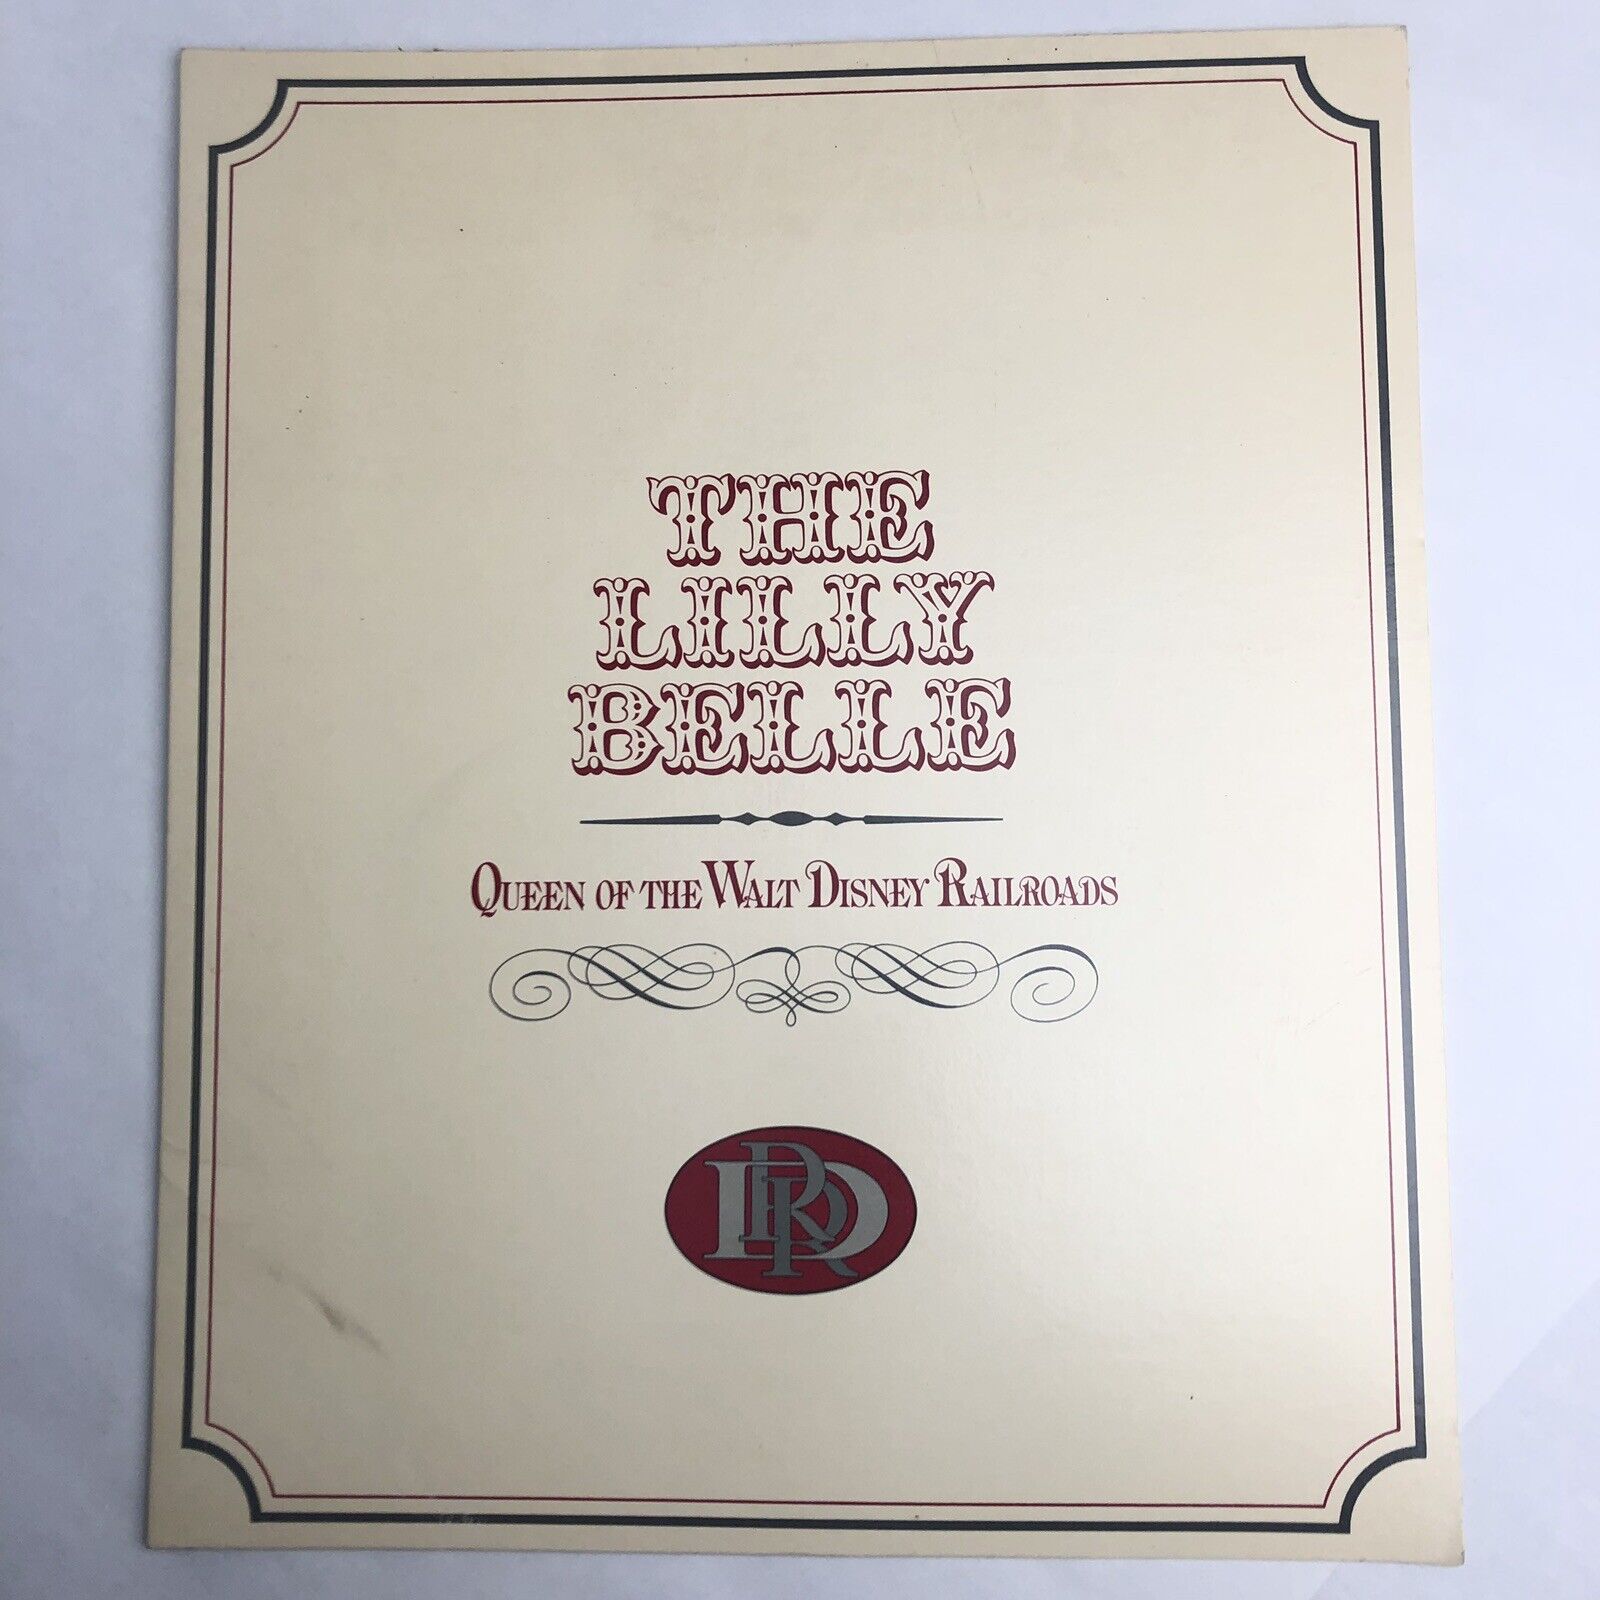 THE
LILLY
BELLE
QUEEN OF THE WALT DISNEY RAILROADS
DRR